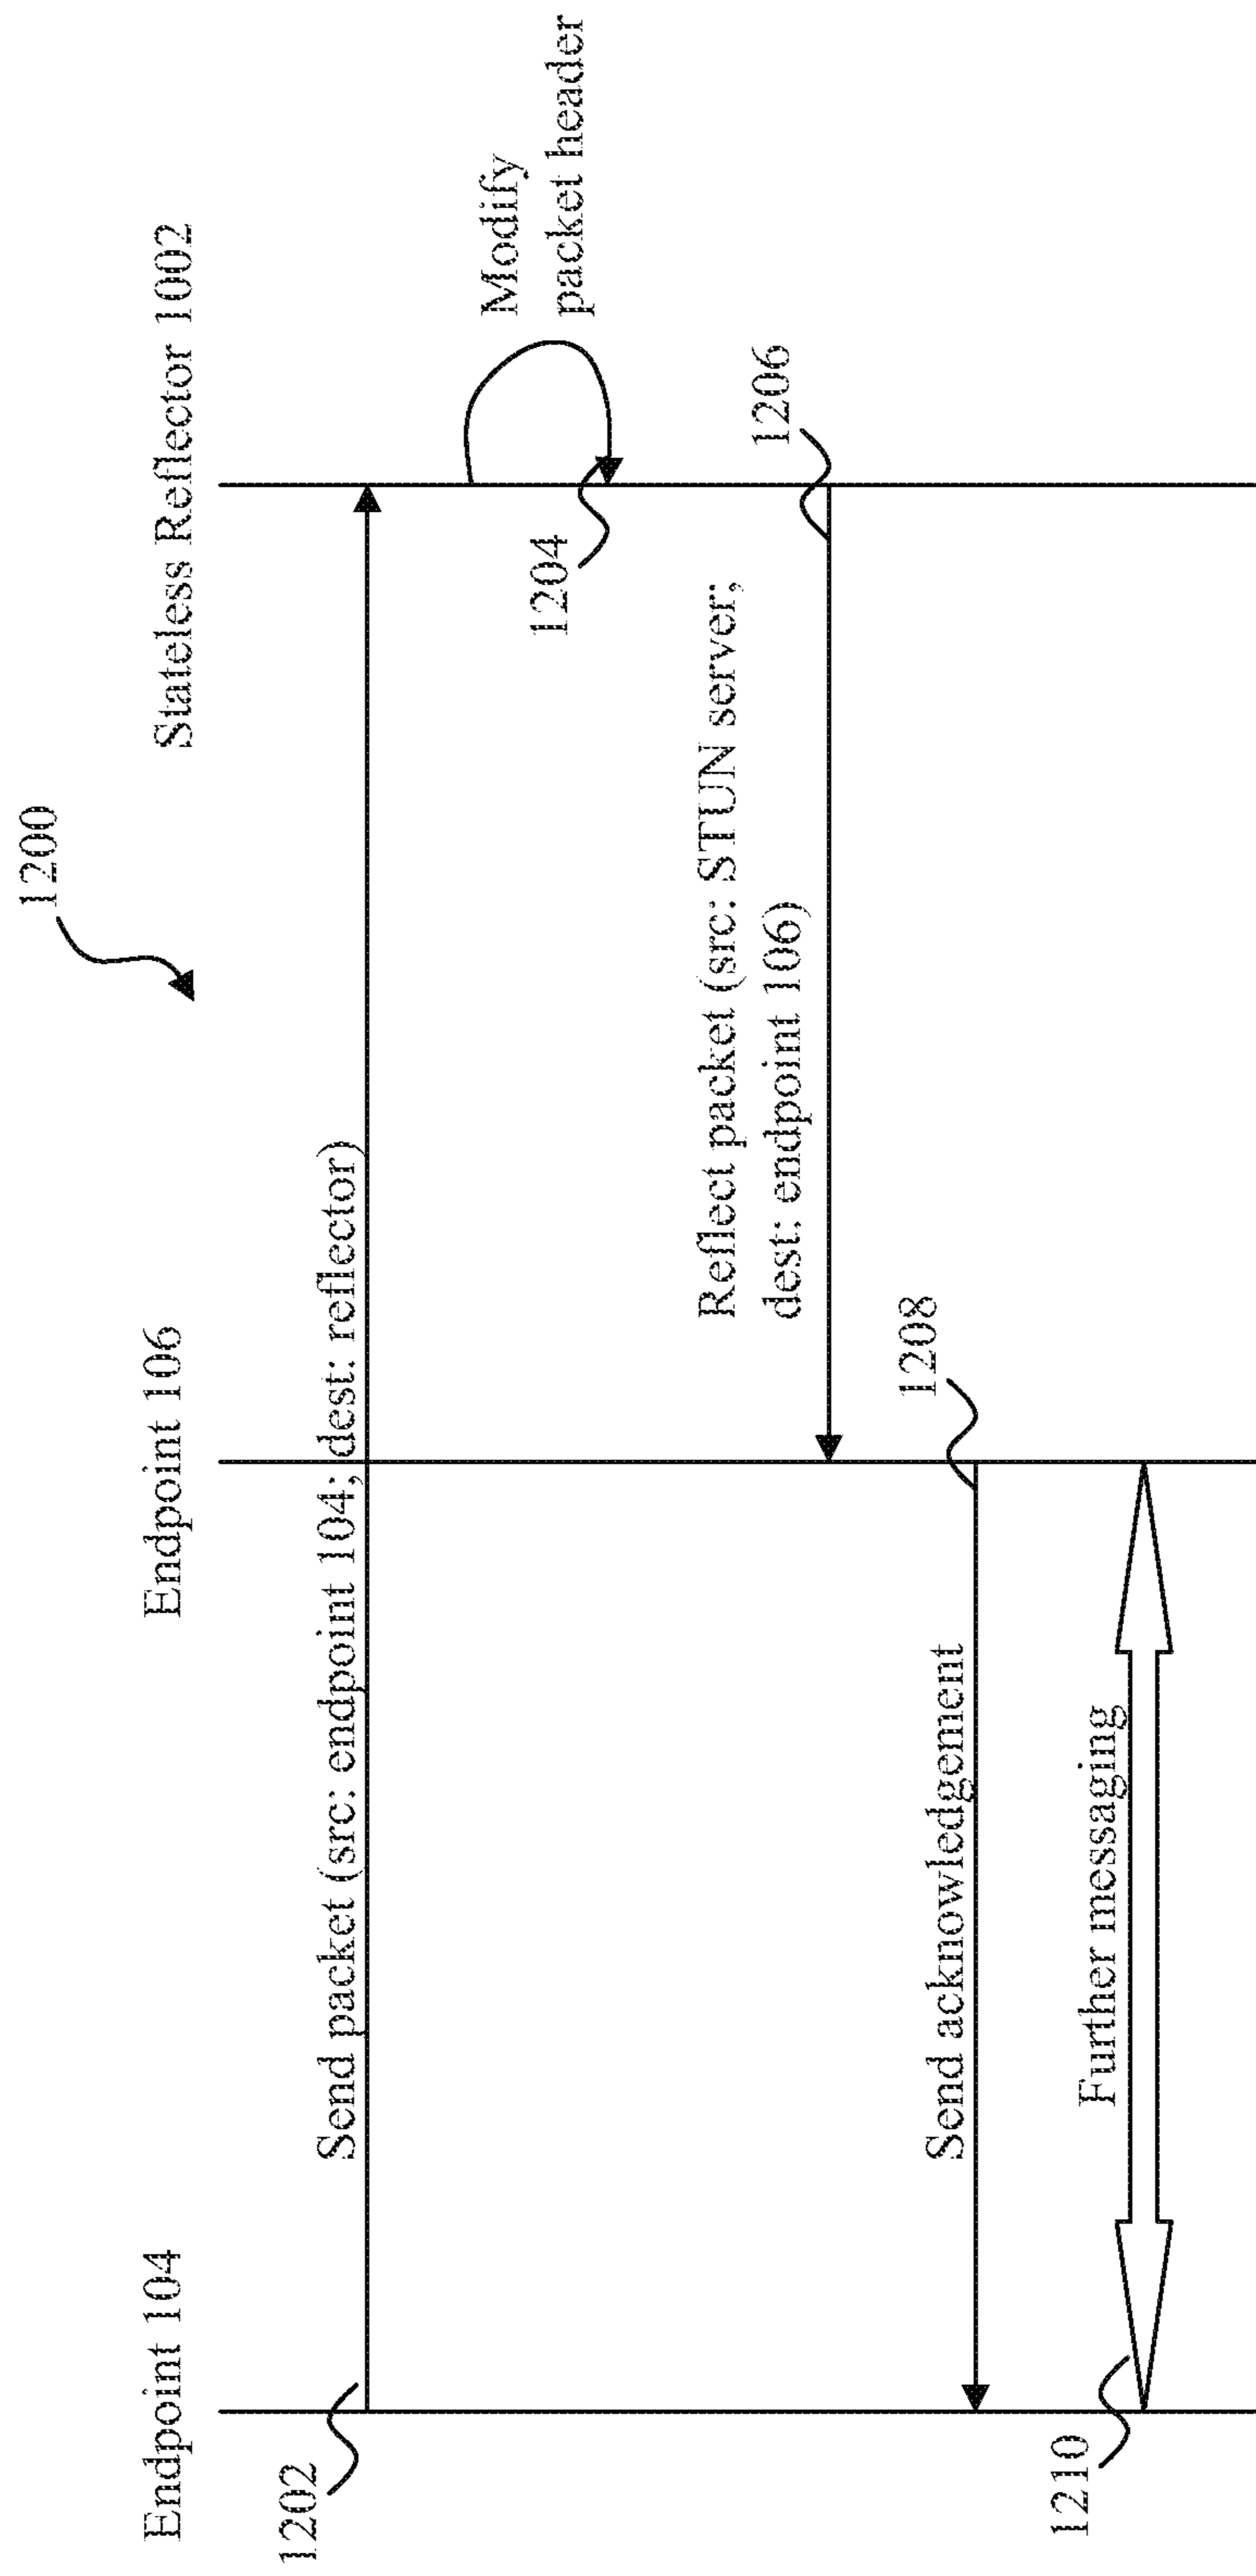 1200
Endpoint 104
Endpoint 106
Stateless Reflector 1002
1202
Send packet (src: endpoint 104; dest: reflector)
Modify
packet header
1204
1206
Reflect packet (src: STUN server;
dest: endpoint 106)
1208
Send acknowledgement
Further messaging
1210